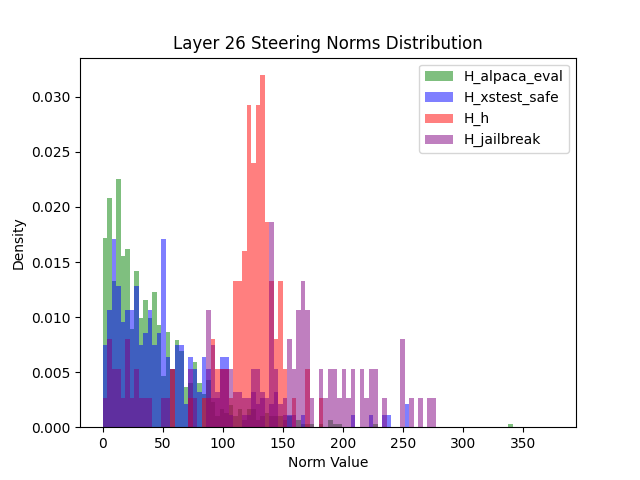 Layer 26 Steering Norms Distribution
H_alpaca_eval
H_xstest_safe
H_h
H_jailbreak
0.030
0.025
0.020
0.015
0.010
0.005
0.000
Density
0 50 100 150 200 250 300 350
Norm Value